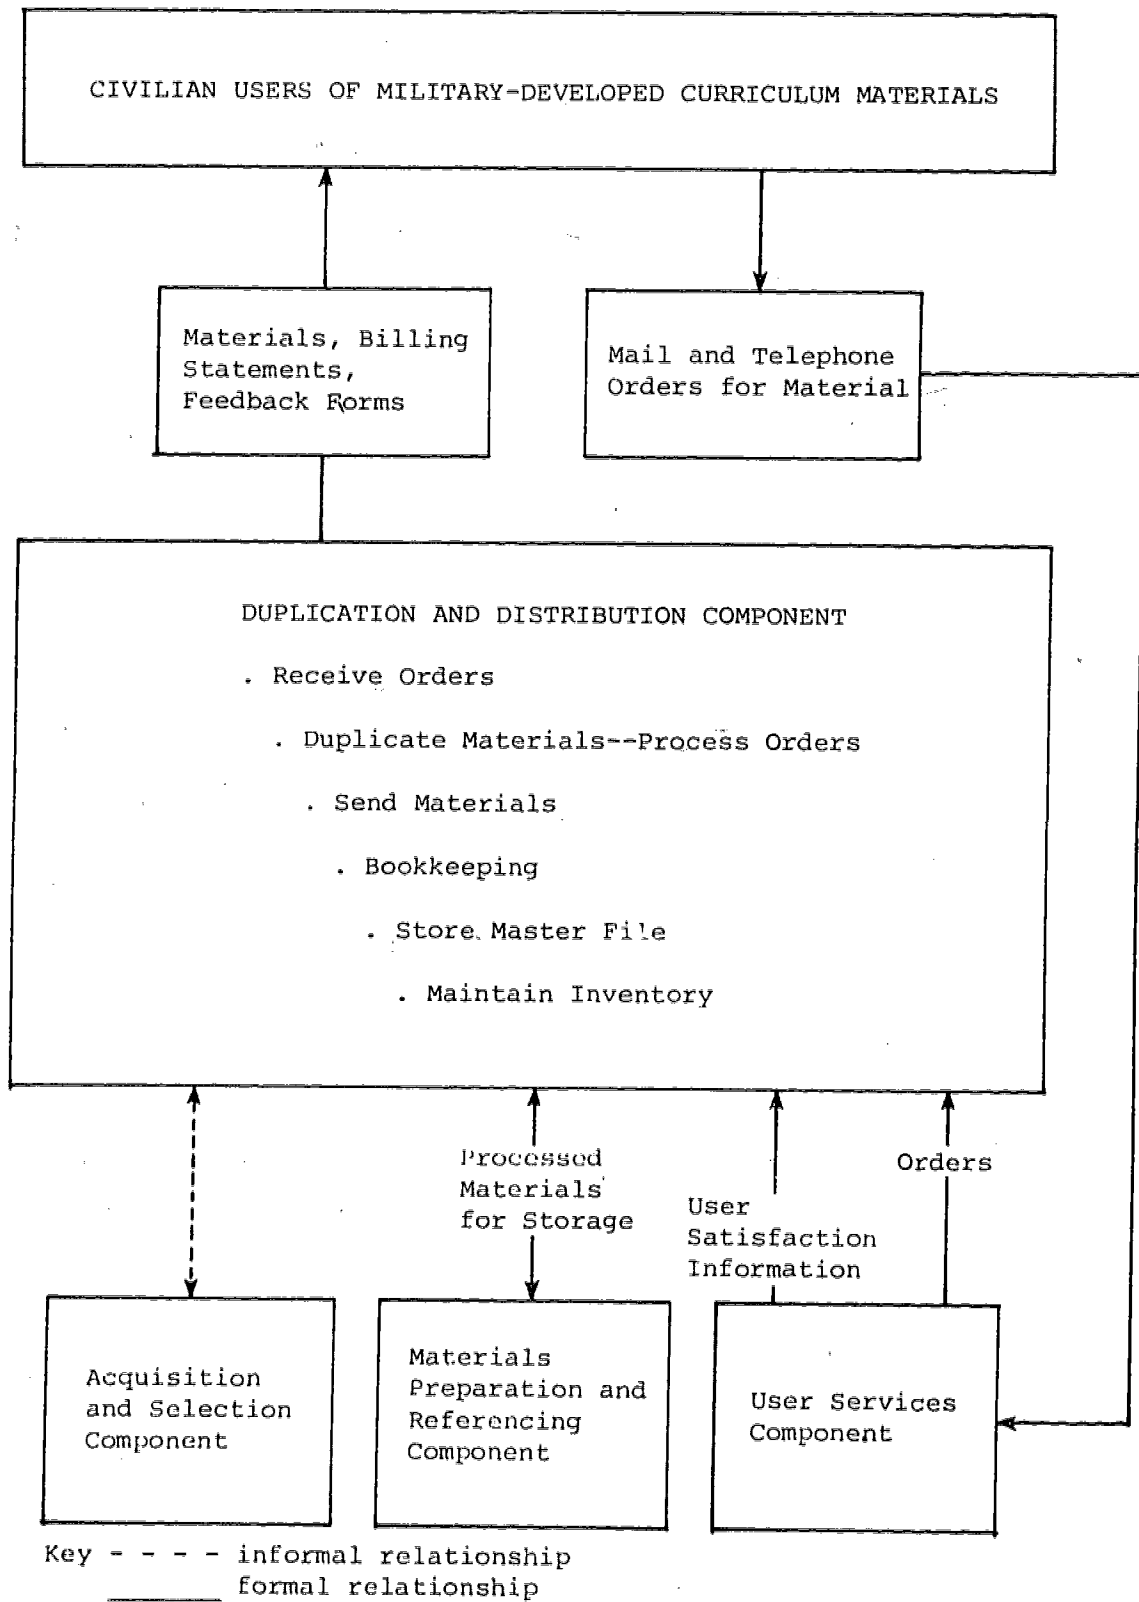 CIVILIAN USERS OF MILITARY-DEVELOPED CURRICULUM MATERIALS
Materials, Billing
Statements,
Feedback Forms
Mail and Telephone
Orders for Material
DUPLICATION AND DISTRIBUTION COMPONENT
. Receive Orders
. Duplicate Materials--Process Orders
. Send Materials
. Bookkeeping
. Store Master File
. Maintain Inventory
Processed
Materials
for Storage
User
Satisfaction
Information
Orders
Acquisition
and Selection
Component
Materials
Preparation and
Referencing
Component
User Services
Component
Key - - - - informal relationship
_______ formal relationship